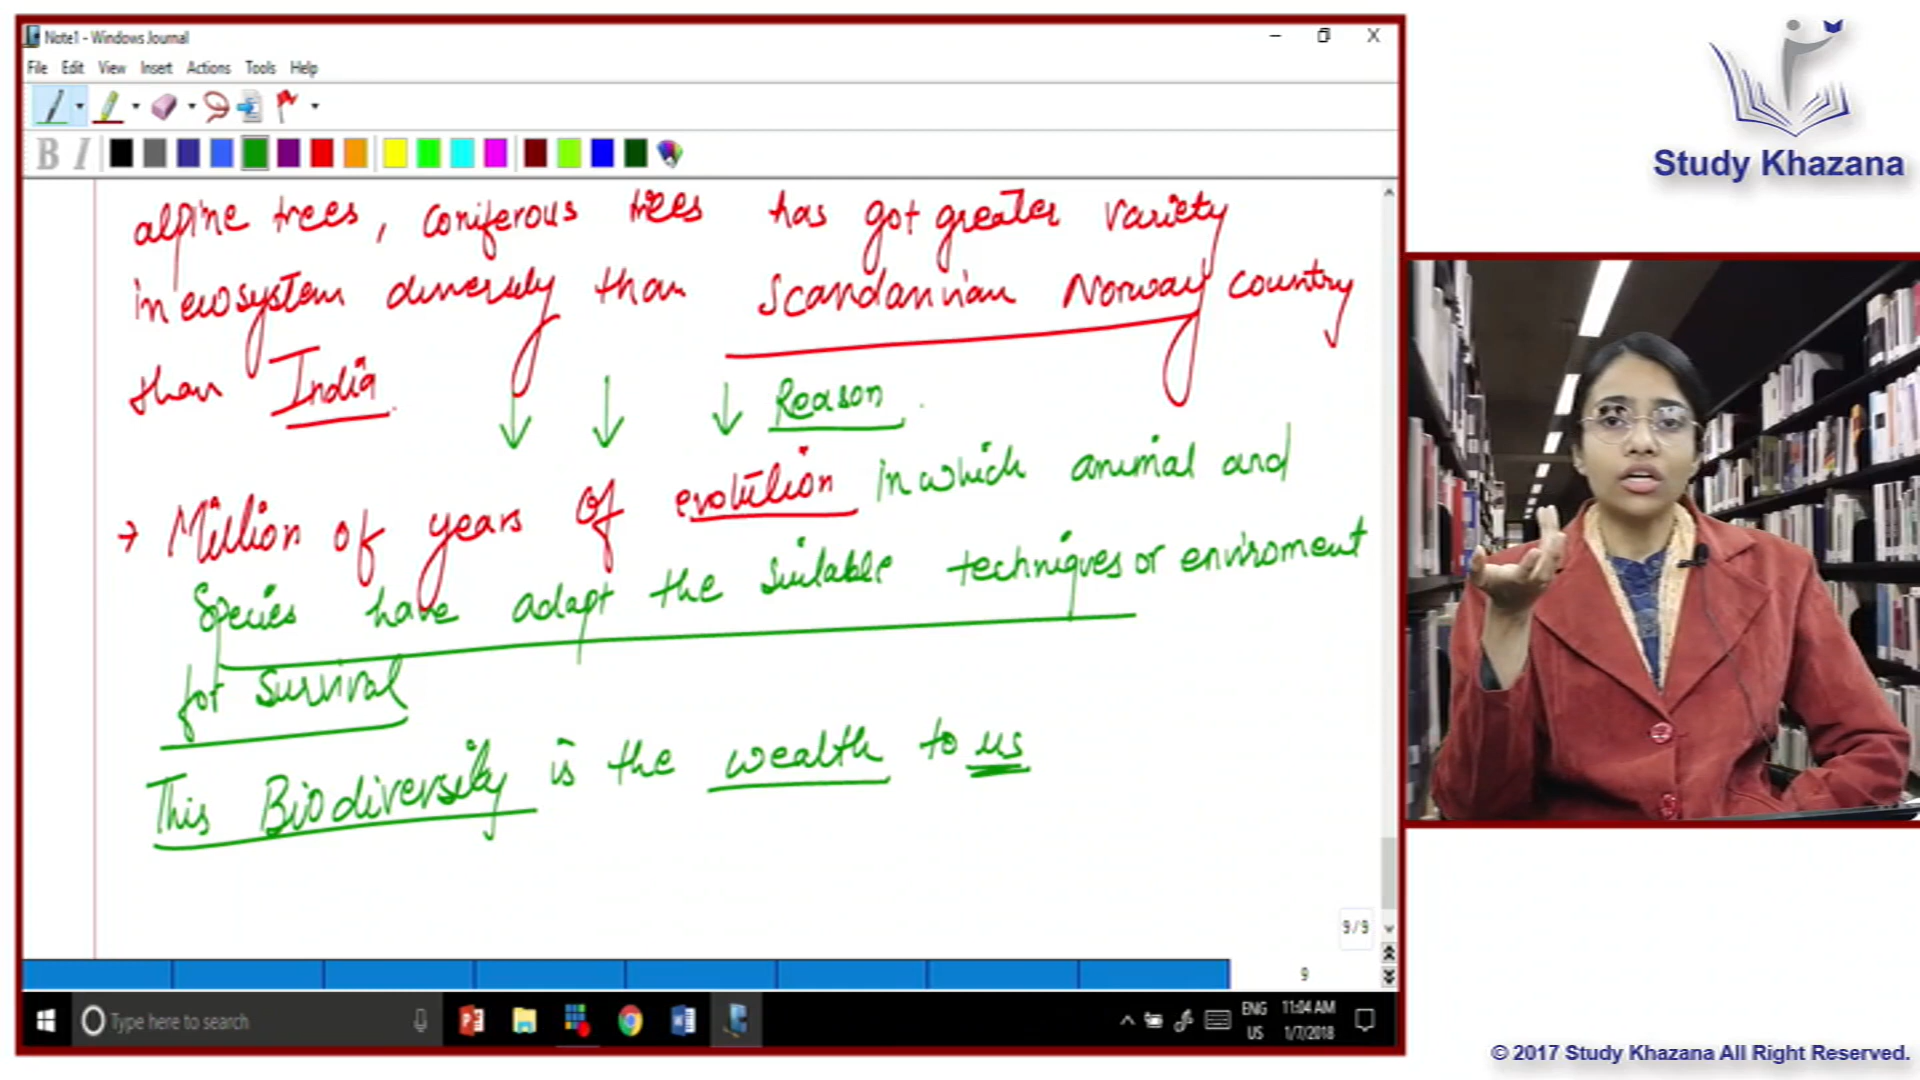 Note1 - Windows Journal
File Edit View Insert Actions Tools Help
B I
Study Khazana
alpine trees, coniferous trees has got greater variety
in ecosystem diversity than Scandannian Norway country
than India.
Reason
→ Million of years of evolution in which animal and
Species have adapt the suitable techniques or enviroment
for Survival
This Biodiversity is the wealth to us
9/9
9
Type here to search
ENG
US
11:04 AM
1/7/2018
© 2017 Study Khazana All Right Reserved.